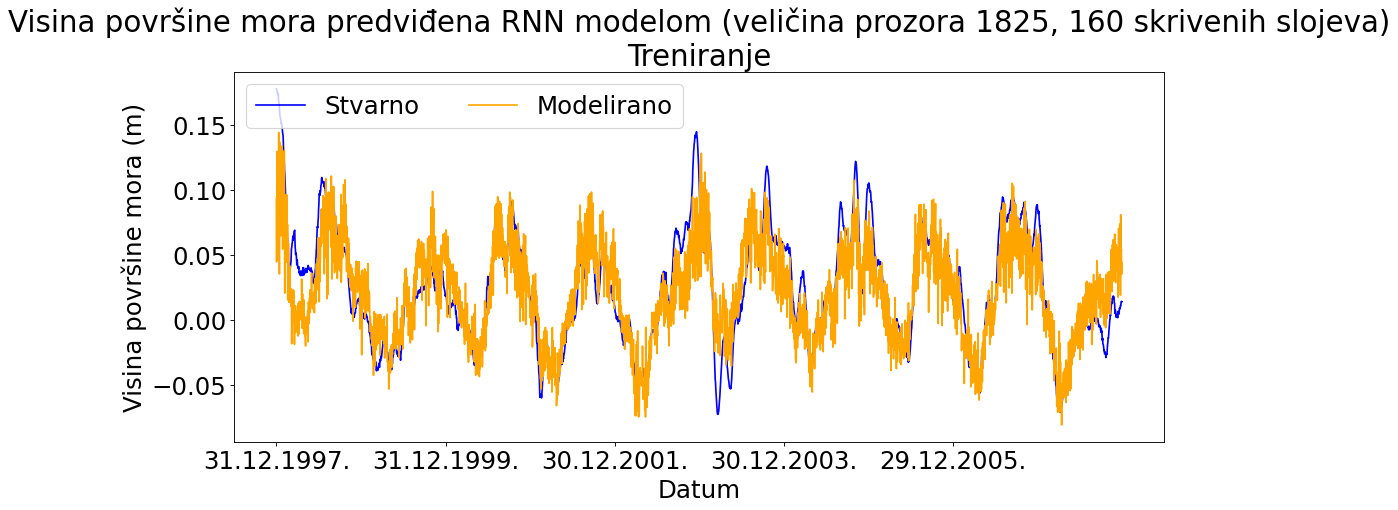 Visina površine mora predviđena RNN modelom (veličina prozora 1825, 160 skrivenih slojeva)
Treniranje
Stvarno
Modelirano
Visina površine mora (m)
0.15
0.10
0.05
0.00
−0.05
31.12.1997.
31.12.1999.
30.12.2001.
30.12.2003.
29.12.2005.
Datum